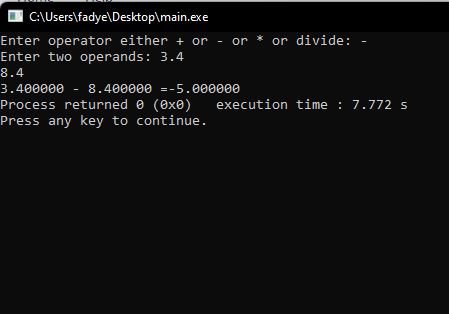 C:\Users\fadye\Desktop\main.exe
Enter operator either + or - or * or divide: -
Enter two operands: 3.4
8.4
3.400000 - 8.400000 =-5.000000
Process returned 0 (0x0)   execution time : 7.772 s
Press any key to continue.